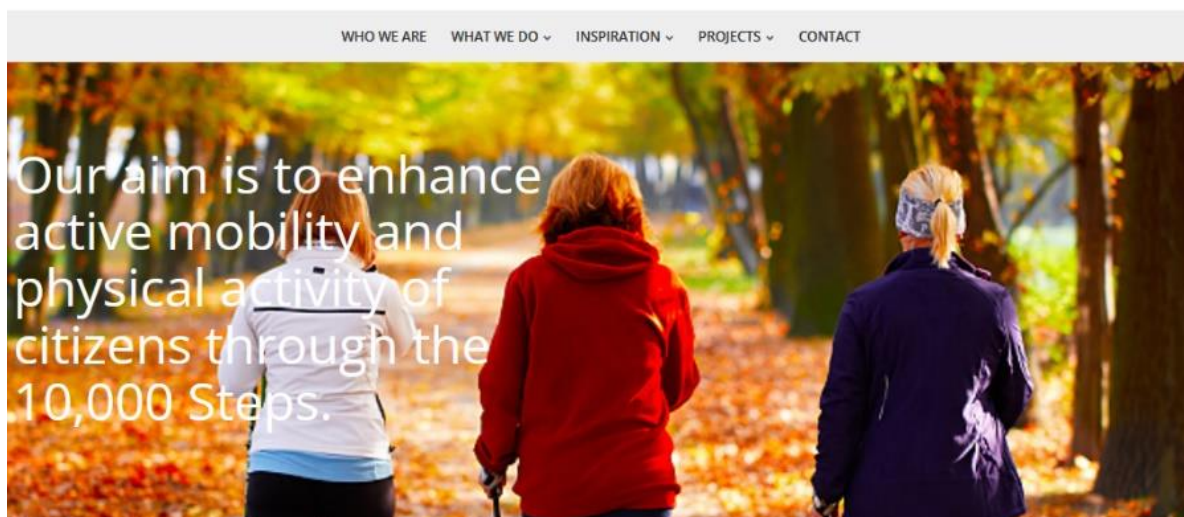 WHO WE ARE WHAT WE DO INSPIRATION PROJECTS CONTACT
Our aim is to enhance
active mobility and
physical activity of
citizens through the
10,000 Steps.